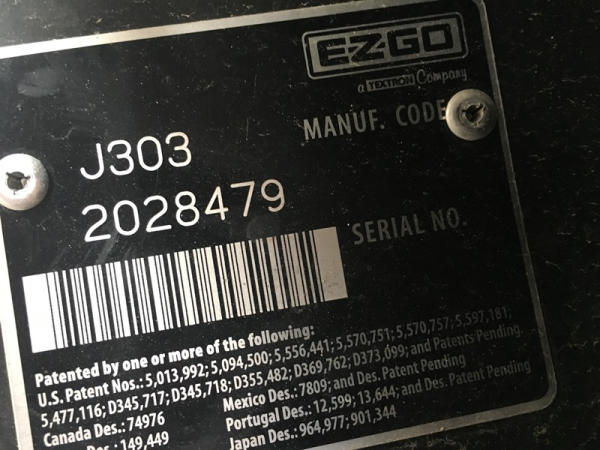 EZGO
a TEXTRON Company
J303
MANUF. CODE
2028479
SERIAL NO.
Patented by one or more of the following:
U.S. Patent Nos.: 5,013,992; 5,094,500; 5,556,441; 5,570,751; 5,570,757; 5,597,181;
5,477,116; D345,717; D345,718; D355,482; D369,762; D373,099; and Patents Pending.
Canada Des.: 74976
Mexico Des.: 7809; and Des. Patent Pending
Des.: 149,449
Portugal Des.: 12,599; 13,644; and Des. Patent Pending
Japan Des.: 964,977; 901,344